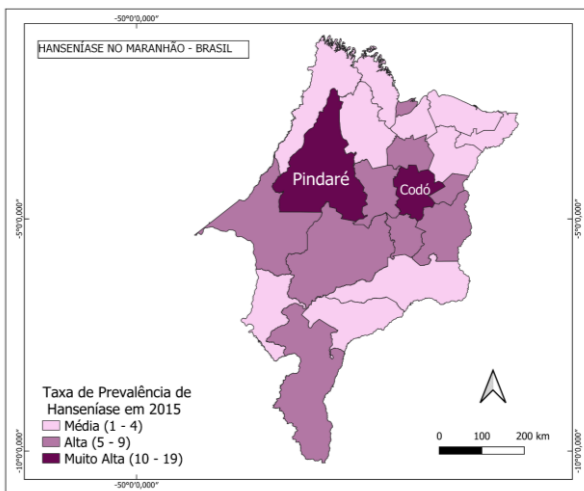 -50°0'0,000"
HANSENÍASE NO MARANHÃO - BRASIL
Pindaré
Codó
-5°0'0,000"
-5°0'0,000"
Taxa de Prevalência de
Hanseníase em 2015
Média (1 - 4)
Alta (5 - 9)
Muito Alta (10 - 19)
0 100 200 km
-10°0'0,000"
-10°0'0,000"
-50°0'0,000"